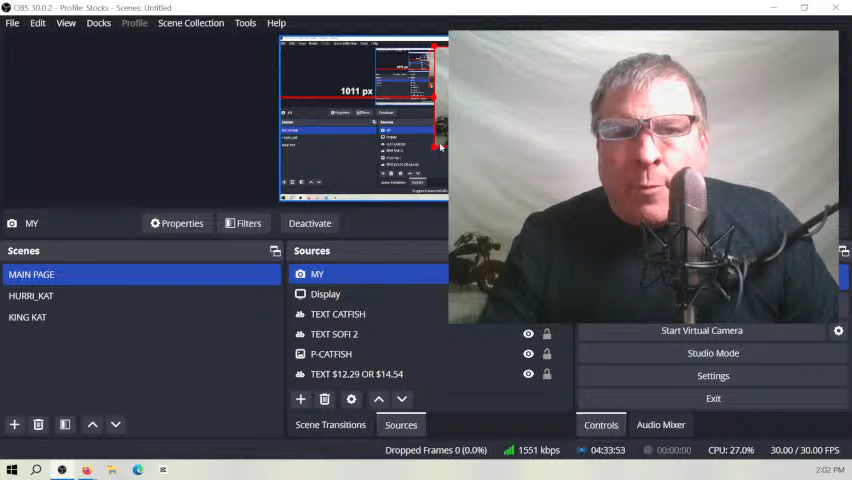 OBS 30.0.2 - Profile: Stocks - Scenes: Untitled
File Edit View Docks Profile Scene Collection Tools Help
1011 px
MY Properties Filters Deactivate
Scenes
MAIN PAGE
HURRI_KAT
KING KAT
Sources
MY
Display
TEXT CATFISH
TEXT SOFI 2
P-CATFISH
TEXT $12.29 OR $14.54
Scene Transitions Sources
Start Virtual Camera
Studio Mode
Settings
Exit
Controls Audio Mixer
Dropped Frames 0 (0.0%) 1551 kbps 04:33:53 00:00:00 CPU: 27.0% 30.00 / 30.00 FPS
2:02 PM